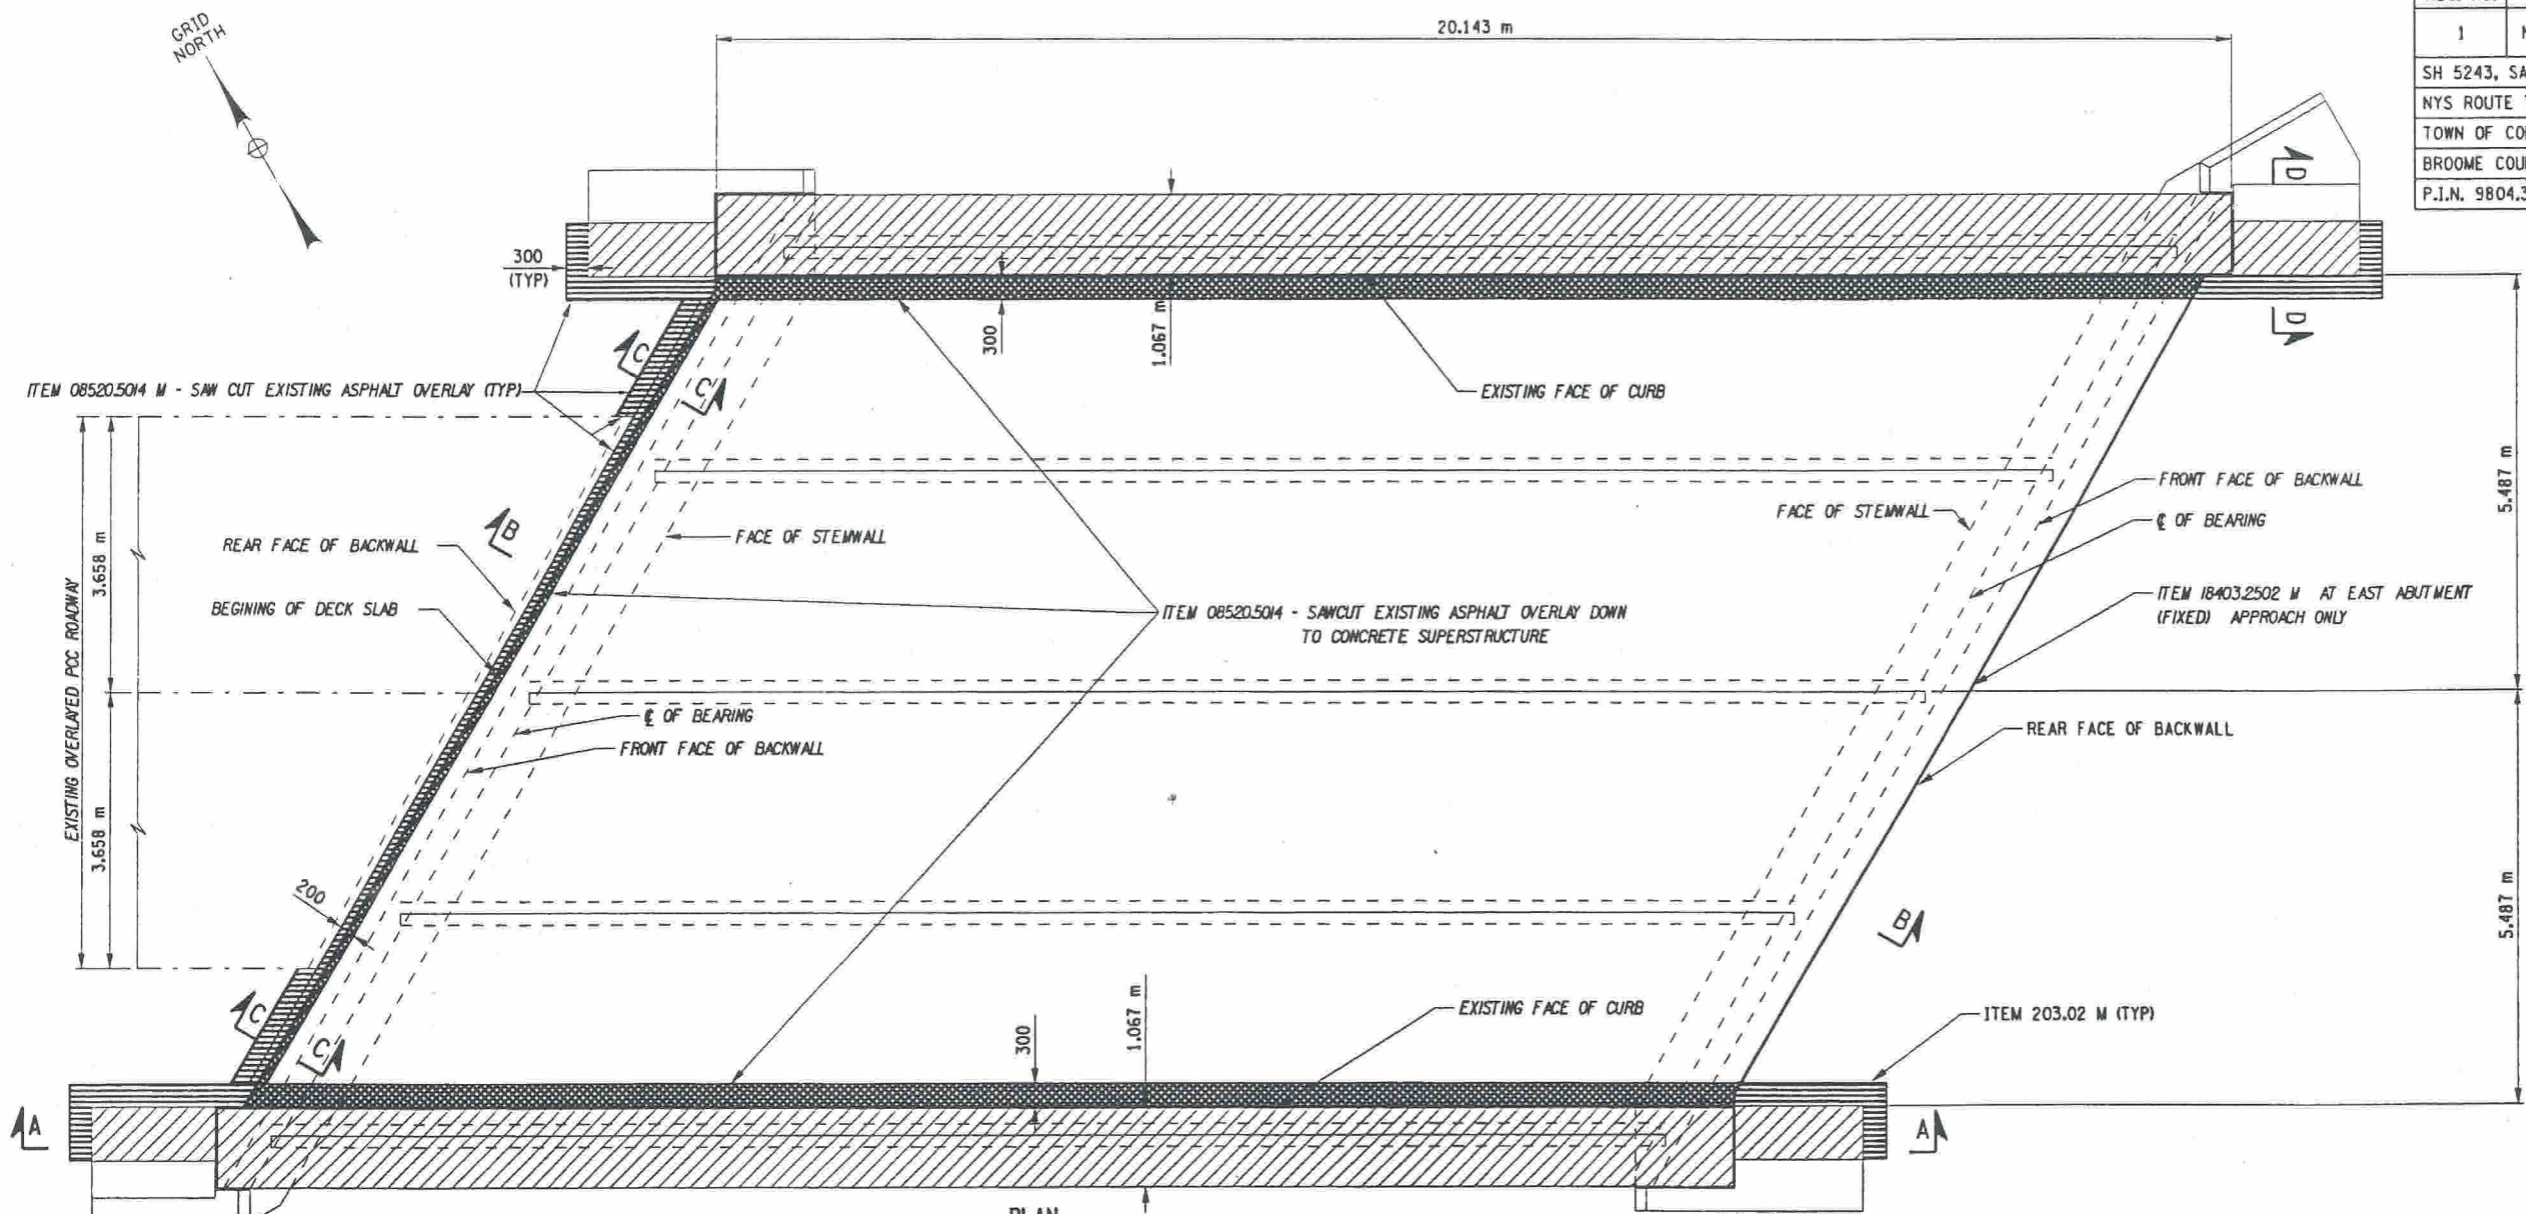 GRID
NORTH
20.143 m
1
SH 5243,
NYS ROUTE
TOWN OF
BROOME
P.I.N. 9804.3
D
D
300
(TYP)
300
1.067 m
C
C
ITEM 08520.5014 M - SAW CUT EXISTING ASPHALT OVERLAY (TYP)
EXISTING FACE OF CURB
5.487 m
FRONT FACE OF BACKWALL
FACE OF STEMWALL
℄ OF BEARING
B
REAR FACE OF BACKWALL
FACE OF STEMWALL
3.658 m
EXISTING OVERLAYED PCC ROADWAY
BEGINING OF DECK SLAB
ITEM 08520.5014 - SAWCUT EXISTING ASPHALT OVERLAY DOWN
TO CONCRETE SUPERSTRUCTURE
ITEM 18403.2502 M AT EAST ABUTMENT
(FIXED) APPROACH ONLY
℄ OF BEARING
FRONT FACE OF BACKWALL
REAR FACE OF BACKWALL
3.658 m
200
B
5.487 m
C
C
300
1.067 m
EXISTING FACE OF CURB
ITEM 203.02 M (TYP)
A
A